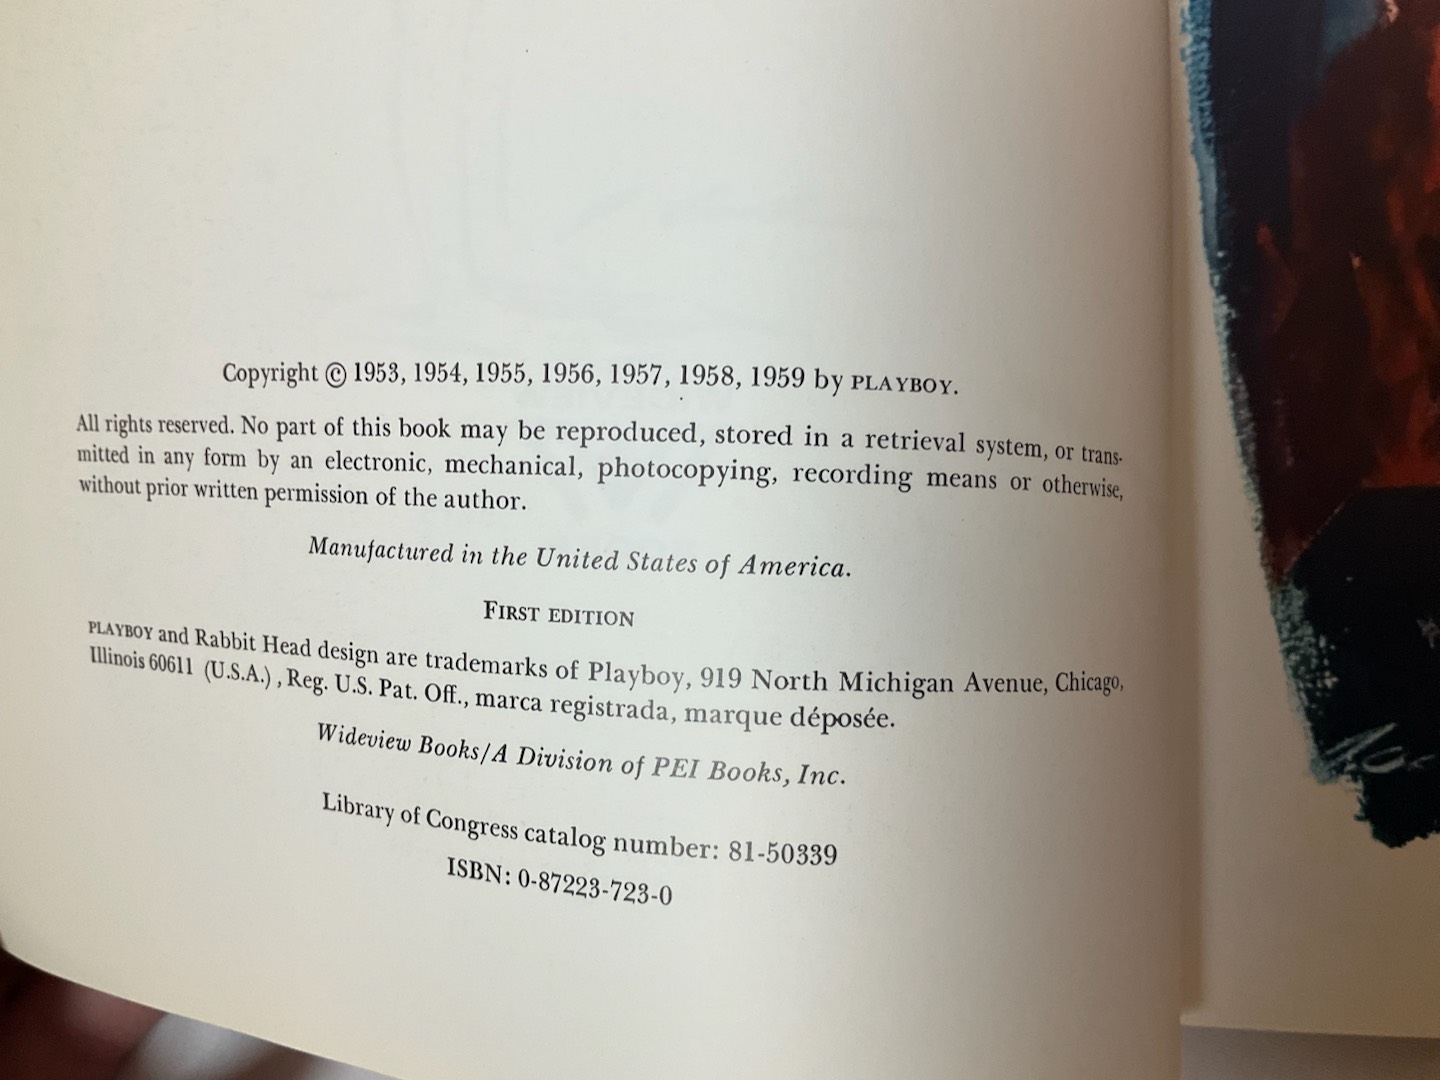 Copyright © 1953, 1954, 1955, 1956, 1957, 1958, 1959 by PLAYBOY.
All rights reserved. No part of this book may be reproduced, stored in a retrieval system, or trans-
mitted in any form by an electronic, mechanical, photocopying, recording means or otherwise,
without prior written permission of the author.
Manufactured in the United States of America.
FIRST EDITION
PLAYBOY and Rabbit Head design are trademarks of Playboy, 919 North Michigan Avenue, Chicago,
Illinois 60611 (U.S.A.), Reg. U.S. Pat. Off., marca registrada, marque déposée.
Wideview Books/A Division of PEI Books, Inc.
Library of Congress catalog number: 81-50339
ISBN: 0-87223-723-0